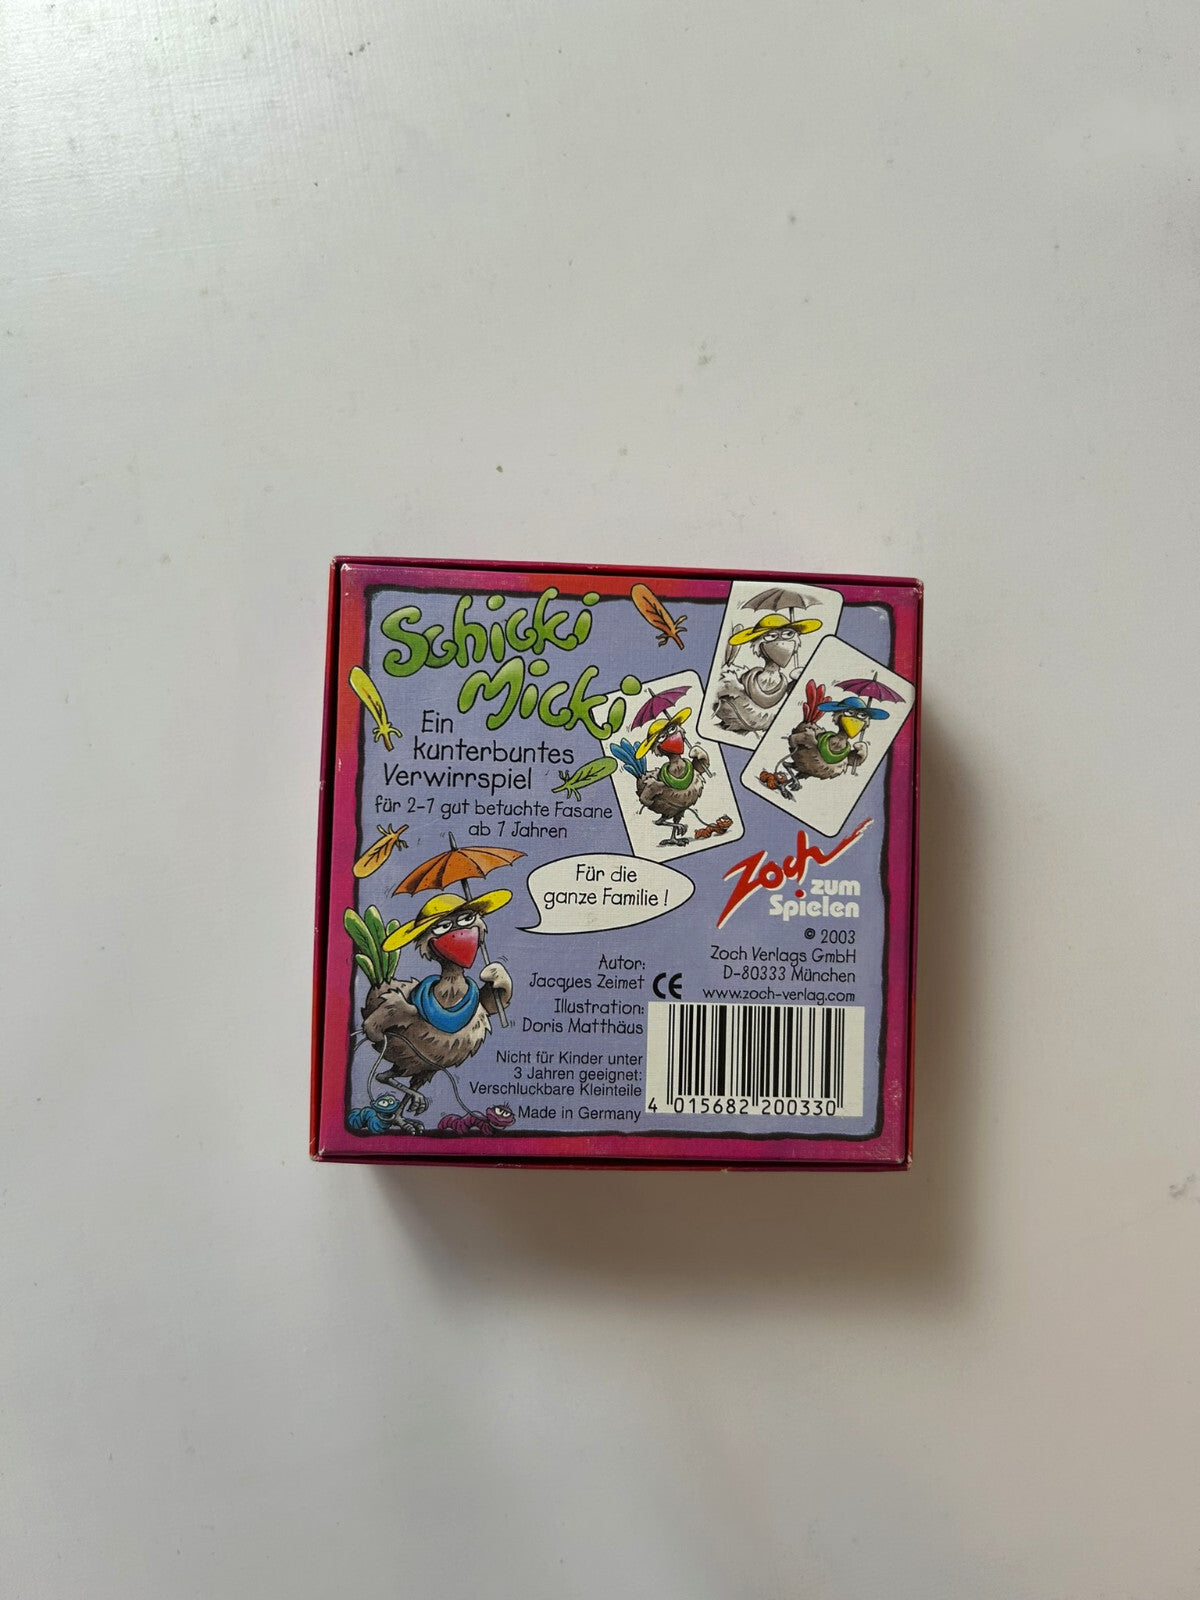 Schicki
Micki
Ein
kunterbuntes
Verwirrspiel
für 2-7 gut betuchte Fasane
ab 7 Jahren
Für die
ganze Familie!
Zoch
zum
Spielen
© 2003
Zoch Verlags GmbH
D-80333 München
www.zoch-verlag.com
Autor:
Jacques Zeimet
CE
Illustration:
Doris Matthäus
Nicht für Kinder unter
3 Jahren geeignet:
Verschluckbare Kleinteile
Made in Germany
4 015682 200330